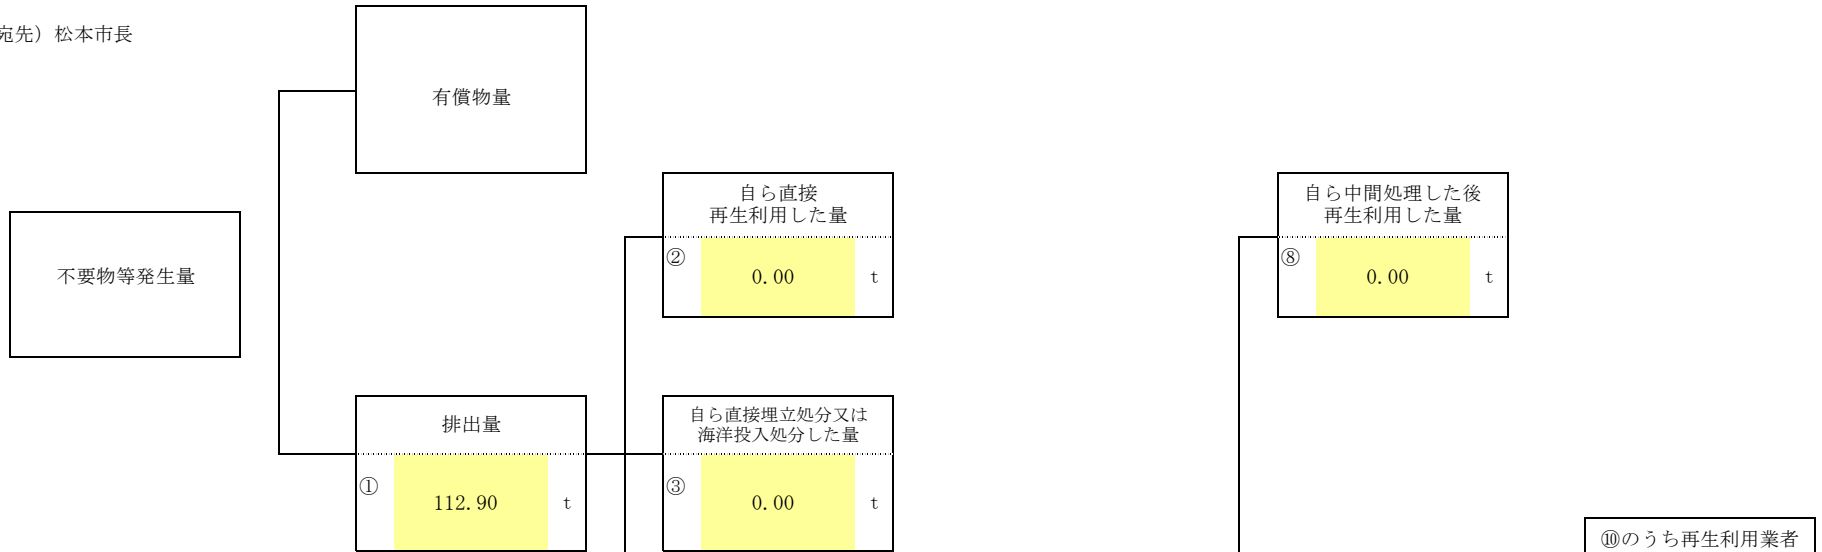 宛先）松本市長
有償物量
不要物等発生量
自ら直接
再生利用した量
② 0.00 t
自ら中間処理した後
再生利用した量
⑧ 0.00 t
排出量
① 112.90 t
自ら直接埋立処分又は
海洋投入処分した量
③ 0.00 t
⑩のうち再生利用業者